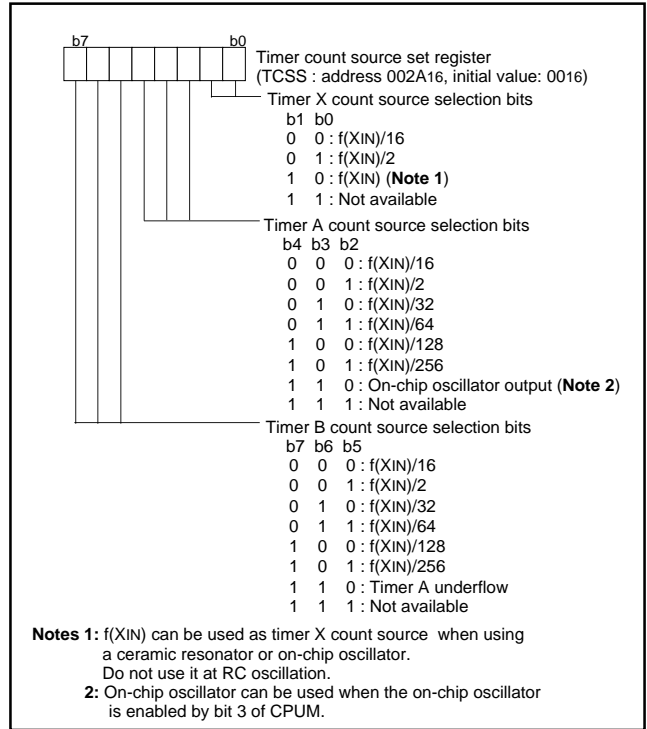 b7 b0
Timer count source set register
(TCSS : address 002A16, initial value: 0016)
Timer X count source selection bits
b1 b0
0 0 : f(XIN)/16
0 1 : f(XIN)/2
1 0 : f(XIN) (Note 1)
1 1 : Not available
Timer A count source selection bits
b4 b3 b2
0 0 0 : f(XIN)/16
0 0 1 : f(XIN)/2
0 1 0 : f(XIN)/32
0 1 1 : f(XIN)/64
1 0 0 : f(XIN)/128
1 0 1 : f(XIN)/256
1 1 0 : On-chip oscillator output (Note 2)
1 1 1 : Not available
Timer B count source selection bits
b7 b6 b5
0 0 0 : f(XIN)/16
0 0 1 : f(XIN)/2
0 1 0 : f(XIN)/32
0 1 1 : f(XIN)/64
1 0 0 : f(XIN)/128
1 0 1 : f(XIN)/256
1 1 0 : Timer A underflow
1 1 1 : Not available
Notes 1: f(XIN) can be used as timer X count source when using
a ceramic resonator or on-chip oscillator.
Do not use it at RC oscillation.
2: On-chip oscillator can be used when the on-chip oscillator
is enabled by bit 3 of CPUM.